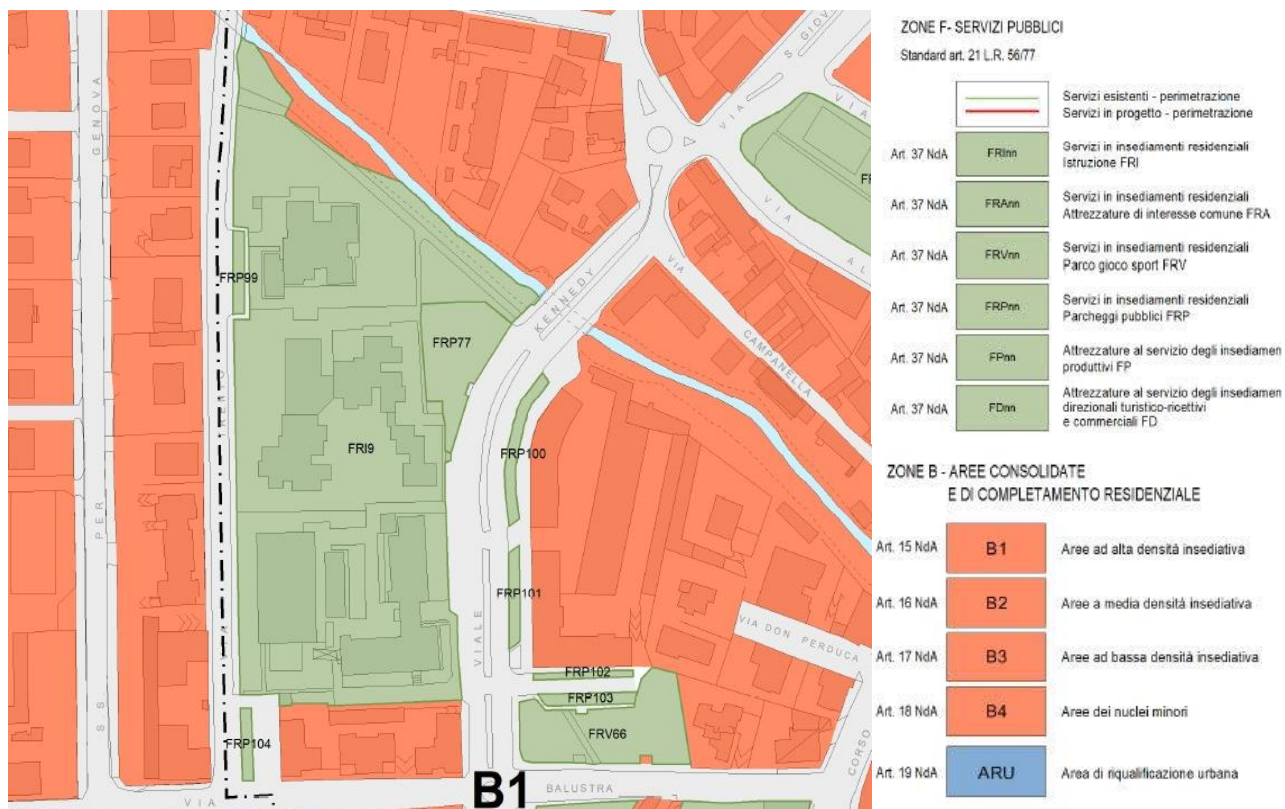 GENOVA
PER
SS
VIA
FRP99
FRP77
FRI9
FRP100
FRP101
FRP102
FRP103
FRV66
FRP104
KENNEDY
VIALE
VIA
CAMPANELLA
VIA
S GIOV
VIA
VIA
VIA DON PERDUCA
CORSO
B1
BALUSTRA
ZONE F- SERVIZI PUBBLICI
Standard art. 21 L.R. 56/77
Servizi esistenti - perimetrazione
Servizi in progetto - perimetrazione
Art. 37 NdA
FRInn
Servizi in insediamenti residenziali
Istruzione FRI
Art. 37 NdA
FRAnn
Servizi in insediamenti residenziali
Attrezzature di interesse comune FRA
Art. 37 NdA
FRVnn
Servizi in insediamenti residenziali
Parco gioco sport FRV
Art. 37 NdA
FRPnn
Servizi in insediamenti residenziali
Parcheggi pubblici FRP
Art. 37 NdA
FPnn
Attrezzature al servizio degli insediamen
produttivi FP
Art. 37 NdA
FDnn
Attrezzature al servizio degli insediamen
direzionali turistico-ricettivi
e commerciali FD
ZONE B - AREE CONSOLIDATE
E DI COMPLETAMENTO RESIDENZIALE
Art. 15 NdA
B1
Aree ad alta densità insediativa
Art. 16 NdA
B2
Aree a media densità insediativa
Art. 17 NdA
B3
Aree ad bassa densità insediativa
Art. 18 NdA
B4
Aree dei nuclei minori
Art. 19 NdA
ARU
Area di riqualificazione urbana